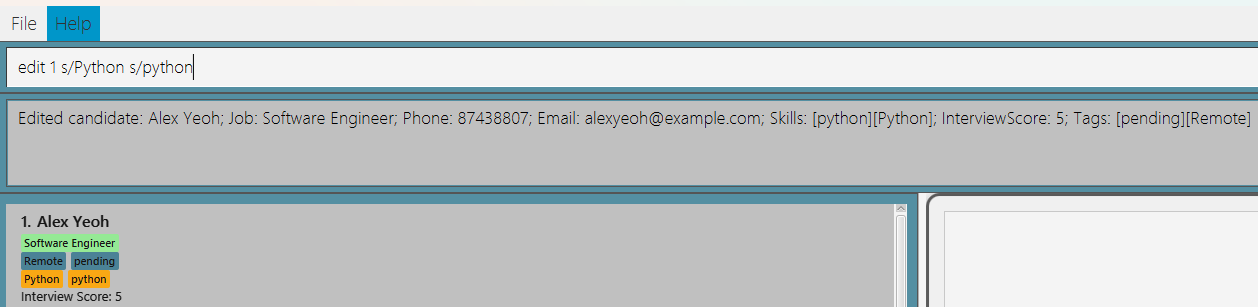 File Help
edit 1 s/Python s/python
Edited candidate: Alex Yeoh; Job: Software Engineer; Phone: 87438807; Email: alexyeoh@example.com; Skills: [python][Python]; InterviewScore: 5; Tags: [pending][Remote]
1. Alex Yeoh
Software Engineer
Remote pending
Python python
Interview Score: 5